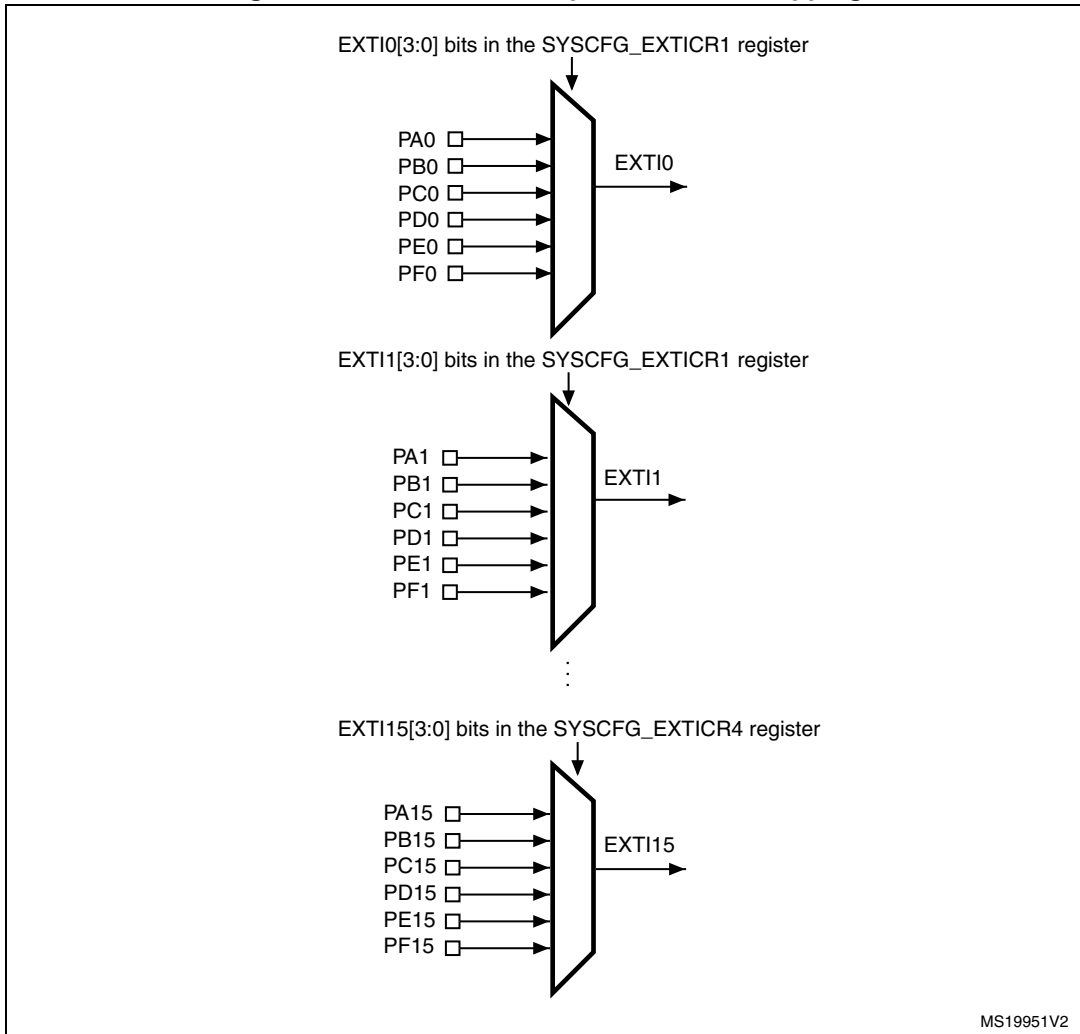 EXTI0[3:0] bits in the SYSCFG_EXTICR1 register
PA0
PB0
PC0
PD0
PE0
PF0
EXTI0
EXTI1[3:0] bits in the SYSCFG_EXTICR1 register
PA1
PB1
PC1
PD1
PE1
PF1
EXTI1
EXTI15[3:0] bits in the SYSCFG_EXTICR4 register
PA15
PB15
PC15
PD15
PE15
PF15
EXTI15
MS19951V2